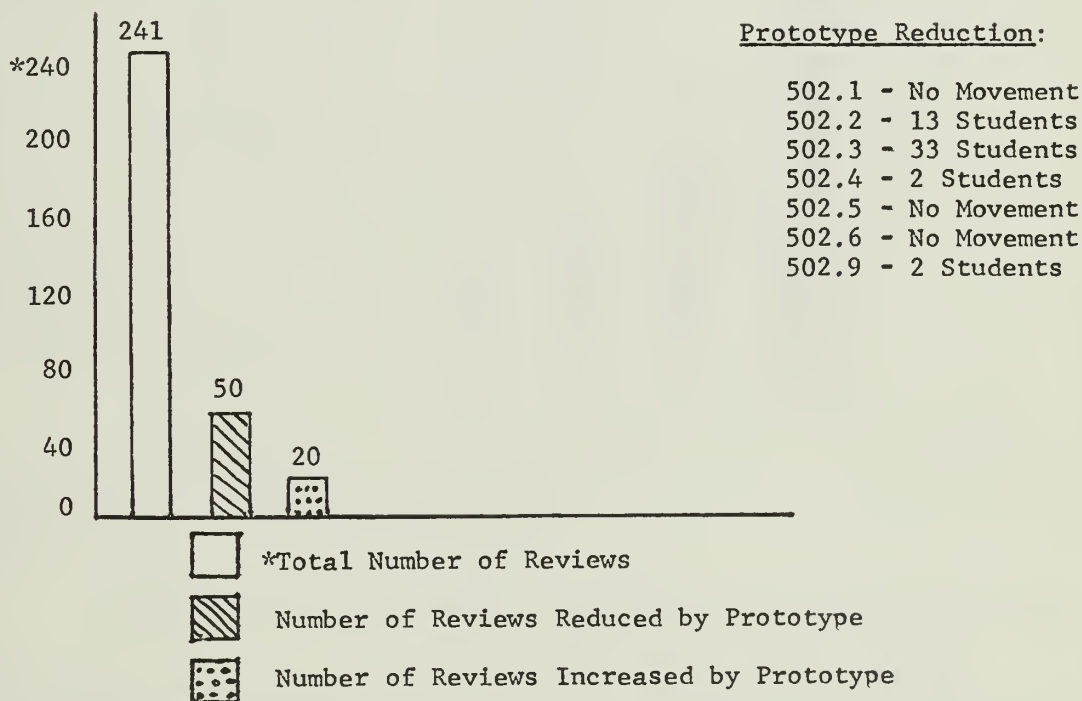 241
*240
200
160
120
80
40
0
50
20
Prototype Reduction:
502.1 - No Movement
502.2 - 13 Students
502.3 - 33 Students
502.4 - 2 Students
502.5 - No Movement
502.6 - No Movement
502.9 - 2 Students
*Total Number of Reviews
Number of Reviews Reduced by Prototype
Number of Reviews Increased by Prototype